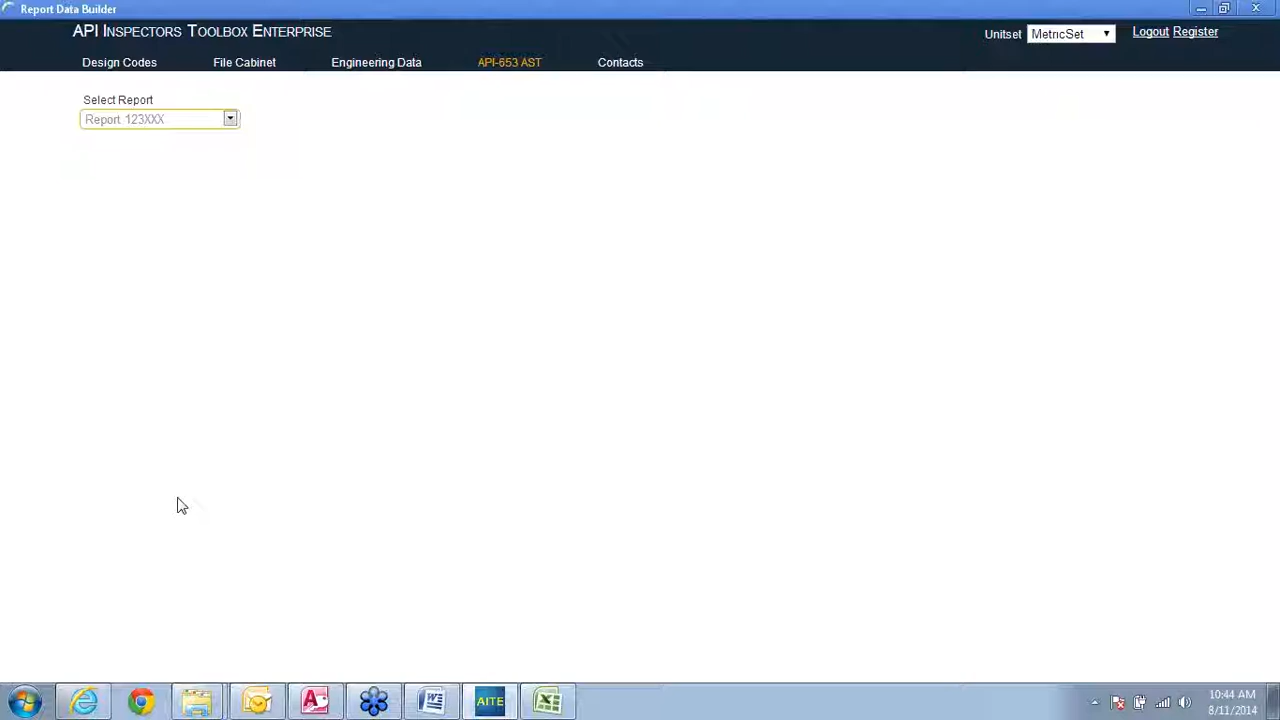 Report Data Builder
API Inspectors Toolbox Enterprise
Unitset MetricSet Logout Register
Design Codes File Cabinet Engineering Data API-653 AST Contacts
Select Report
Report 123XXX
AITE
10:44 AM
8/11/2014